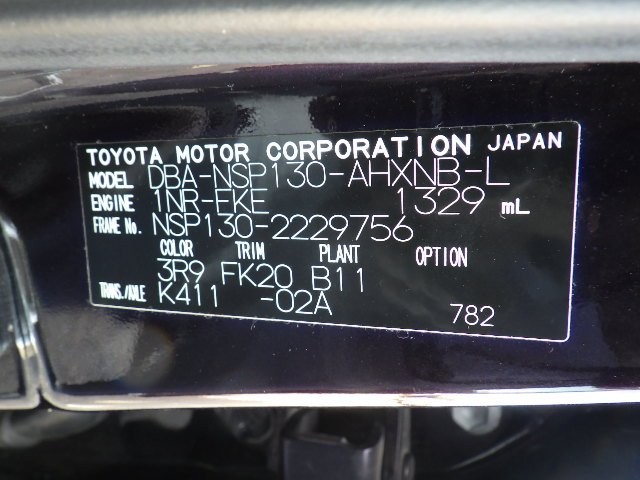 TOYOTA MOTOR CORPORATION JAPAN
MODEL DBA-NSP130-AHXNB-L
ENGINE 1NR-FKE 1329 mL
FRAME No. NSP130-2229756
COLOR TRIM PLANT OPTION
3R9 FK20 B11
TRANS./AXLE K411 -02A
782